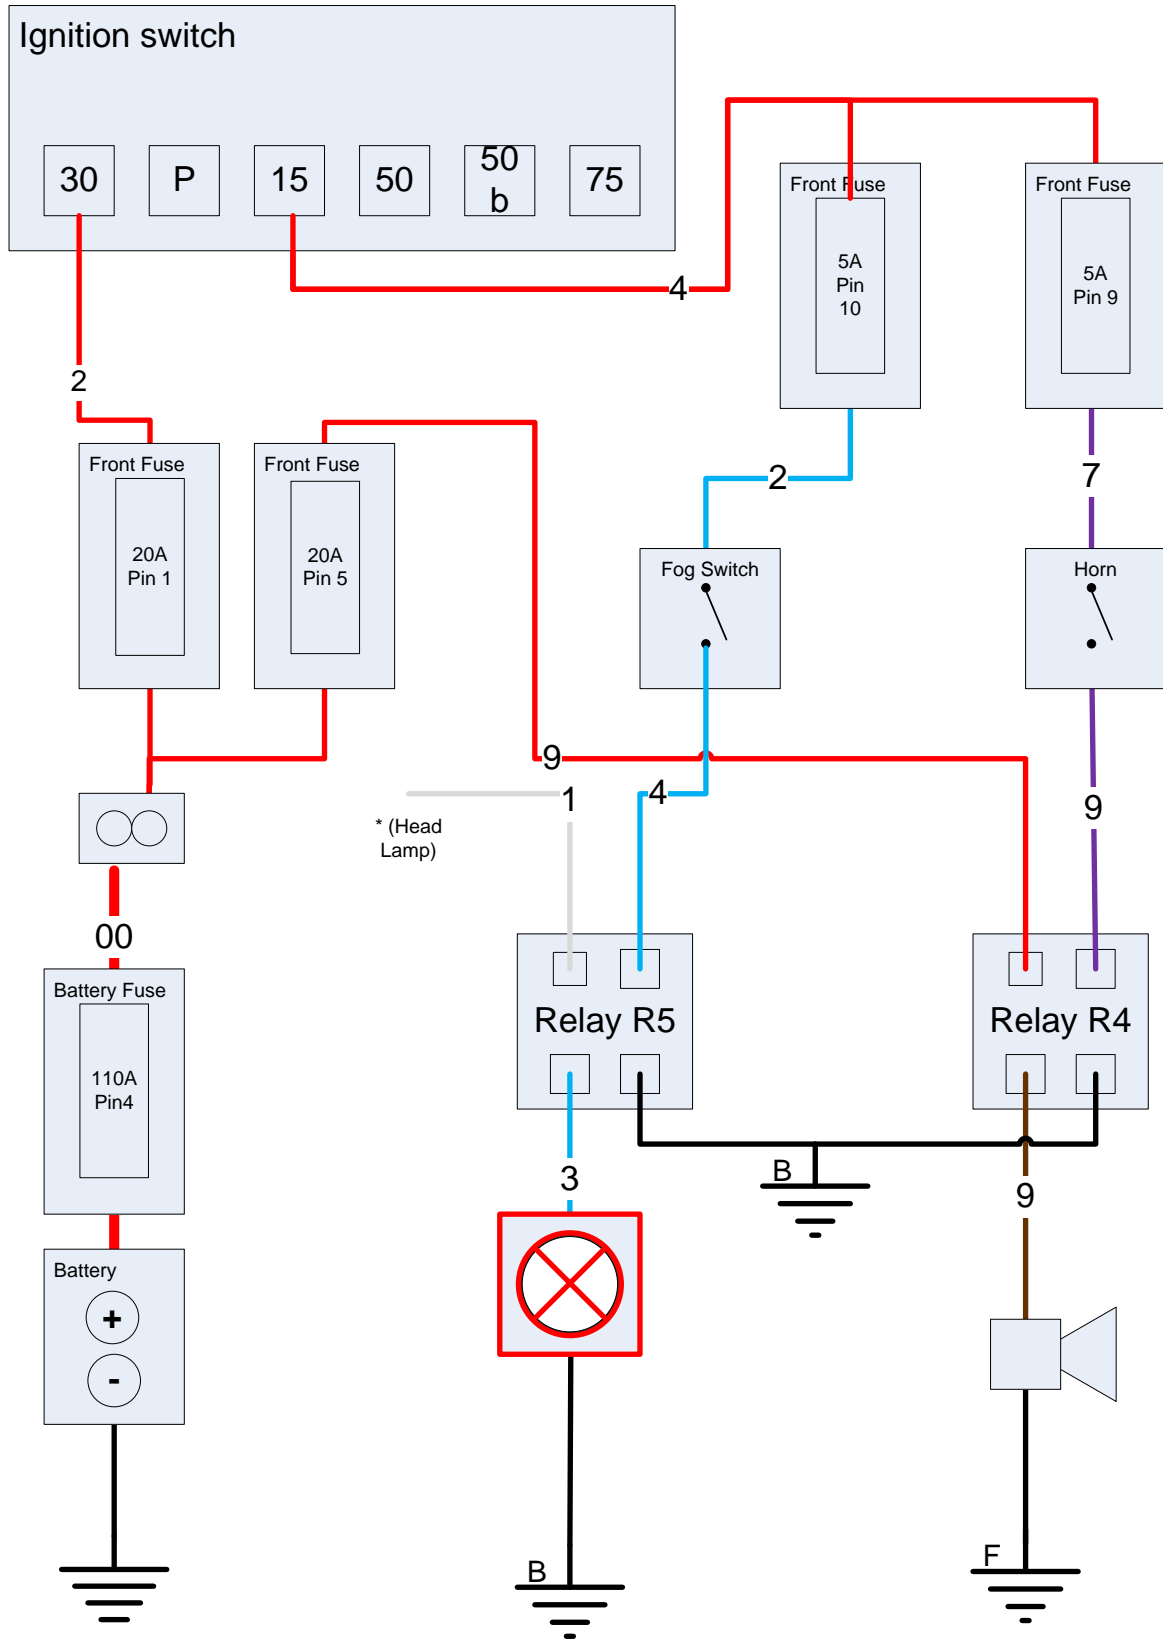 Ignition switch
30
P
15
50
50
b
75
Front Fuse
5A
Pin
10
Front Fuse
5A
Pin 9
4
2
Front Fuse
20A
Pin 1
Front Fuse
20A
Pin 5
2
7
Fog Switch
Horn
9
1
4
9
* (Head
Lamp)
00
Relay R5
Relay R4
Battery Fuse
110A
Pin4
3
B
9
Battery
+
-
B
F